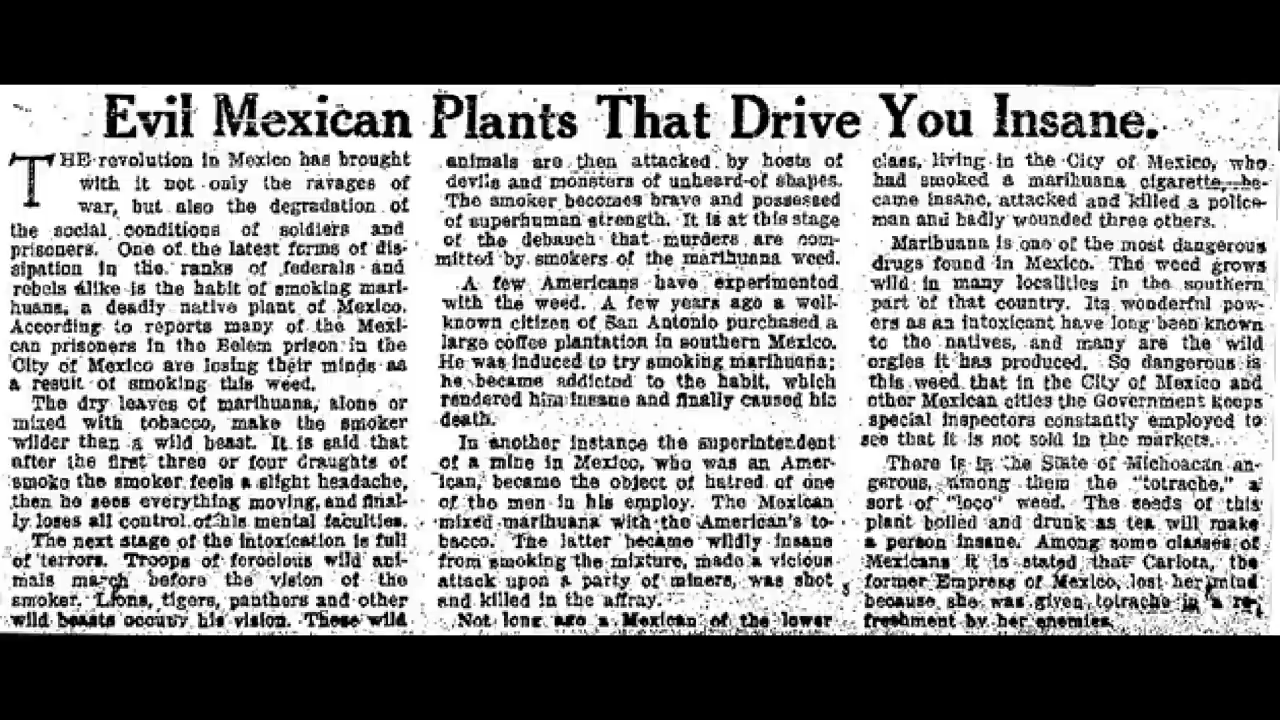 Evil Mexican Plants That Drive You Insane.
THE revolution in Mexico has brought
with it not only the ravages of
war, but also the degradation of
the social conditions of soldiers and
prisoners. One of the latest forms of dis-
sipation in the ranks of federals and
rebels alike is the habit of smoking mari-
huana, a deadly native plant of Mexico.
According to reports many of the Mexi-
can prisoners in the Belem prison in the
City of Mexico are losing their minds as
a result of smoking this weed.
The dry leaves of marihuana, alone or
mixed with tobacco, make the smoker
wilder than a wild beast. It is said that
after the first three or four draughts of
smoke the smoker feels a slight headache,
then he sees everything moving, and final-
ly loses all control of his mental faculties.
The next stage of the intoxication is full
of terrors. Troops of ferocious wild ani-
mals march before the vision of the
smoker. Lions, tigers, panthers and other
wild beasts occupy his vision. These wild
animals are then attacked by hosts of
devils and monsters of unheard-of shapes.
The smoker becomes brave and possessed
of superhuman strength. It is at this stage
of the debauch that murders are com-
mitted by smokers of the marihuana weed.
A few Americans have experimented
with the weed. A few years ago a well-
known citizen of San Antonio purchased a
large coffee plantation in southern Mexico.
He was induced to try smoking marihuana;
he became addicted to the habit, which
rendered him insane and finally caused his
death.
In another instance the superintendent
of a mine in Mexico, who was an Amer-
ican, became the object of hatred of one
of the men in his employ. The Mexican
mixed marihuana with the American's to-
bacco. The latter became wildly insane
from smoking the mixture, made a vicious
attack upon a party of miners, was shot
and killed in the affray.
Not long ago a Mexican of the lower
class, living in the City of Mexico, who
had smoked a marihuana cigarette be-
came insane, attacked and killed a police-
man and badly wounded three others.
Marihuana is one of the most dangerous
drugs found in Mexico. The weed grows
wild in many localities in the southern
part of that country. Its wonderful pow-
ers as an intoxicant have long been known
to the natives, and many are the wild
orgies it has produced. So dangerous is
this weed that in the City of Mexico and
other Mexican cities the Government keeps
special inspectors constantly employed to
see that it is not sold in the markets.
There is in the State of Michoacan an-
gerous, among them the "totrache," a
sort of "loco" weed. The seeds of this
plant boiled and drunk as tea will make
a person insane. Among some classes of
Mexicans it is stated that Carlota, the
former Empress of Mexico, lost her mind
because she was given totrache in a re-
freshment by her enemies.